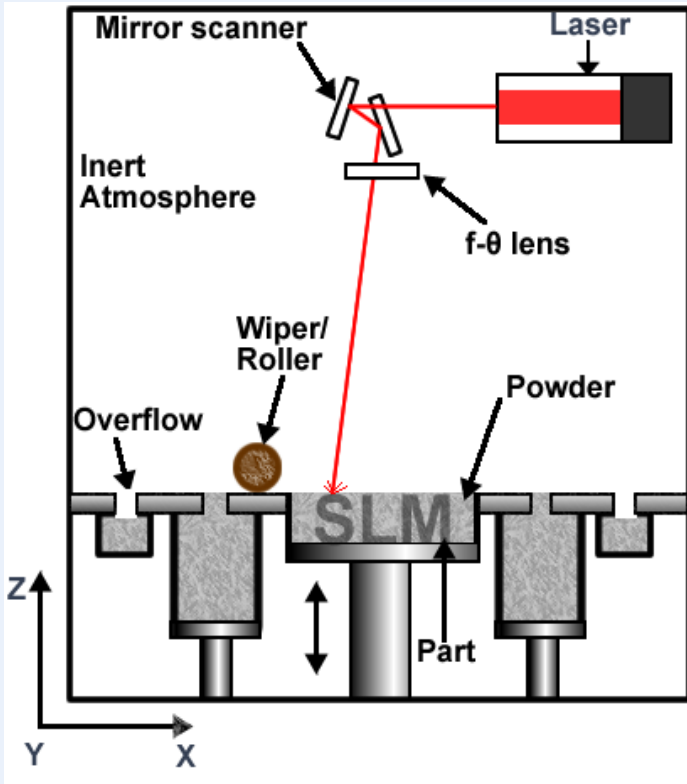 Mirror scanner
Laser
Inert
Atmosphere
f-θ lens
Wiper/
Roller
Powder
Overflow
SLM
Z
Part
Y
X